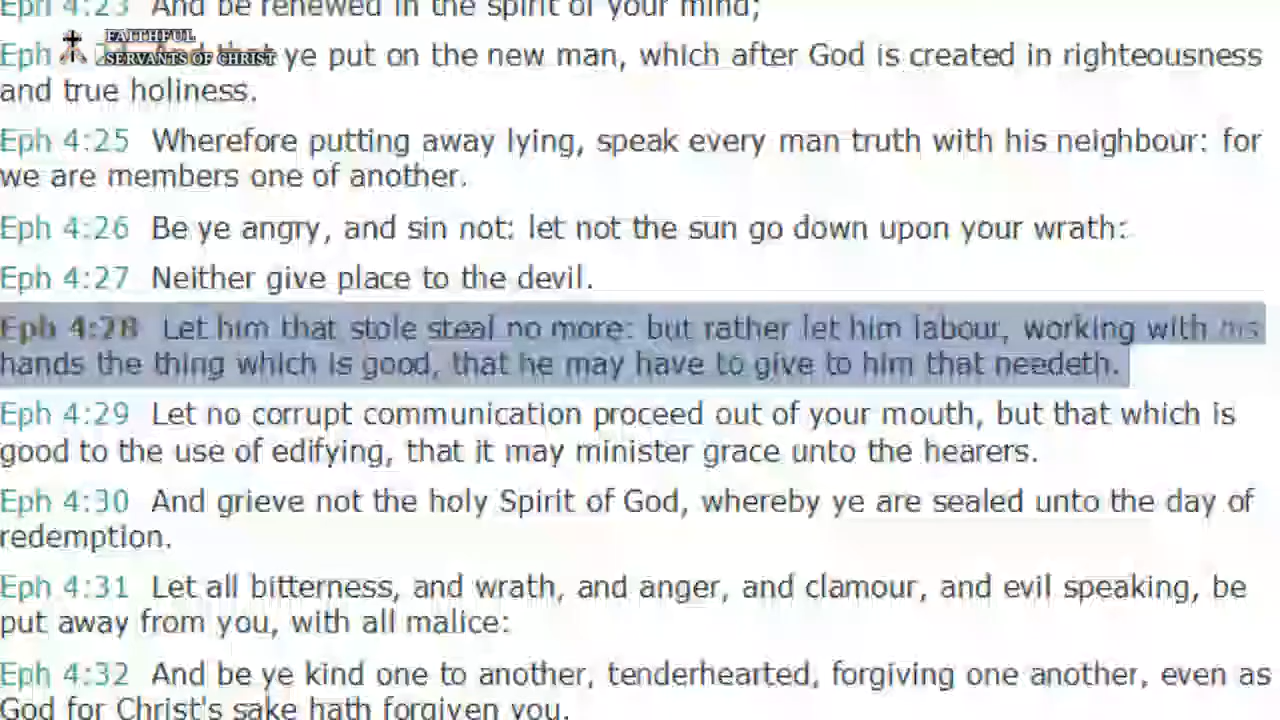 Eph 4:23 And be renewed in the spirit of your mind;
FAITHFUL
SERVANTS OF CHRIST
Eph And that ye put on the new man, which after God is created in righteousness
and true holiness.
Eph 4:25 Wherefore putting away lying, speak every man truth with his neighbour: for
we are members one of another.
Eph 4:26 Be ye angry, and sin not: let not the sun go down upon your wrath:
Eph 4:27 Neither give place to the devil.
Eph 4:28 Let him that stole steal no more: but rather let him labour, working with his
hands the thing which is good, that he may have to give to him that needeth.
Eph 4:29 Let no corrupt communication proceed out of your mouth, but that which is
good to the use of edifying, that it may minister grace unto the hearers.
Eph 4:30 And grieve not the holy Spirit of God, whereby ye are sealed unto the day of
redemption.
Eph 4:31 Let all bitterness, and wrath, and anger, and clamour, and evil speaking, be
put away from you, with all malice:
Eph 4:32 And be ye kind one to another, tenderhearted, forgiving one another, even as
God for Christ's sake hath forgiven you.